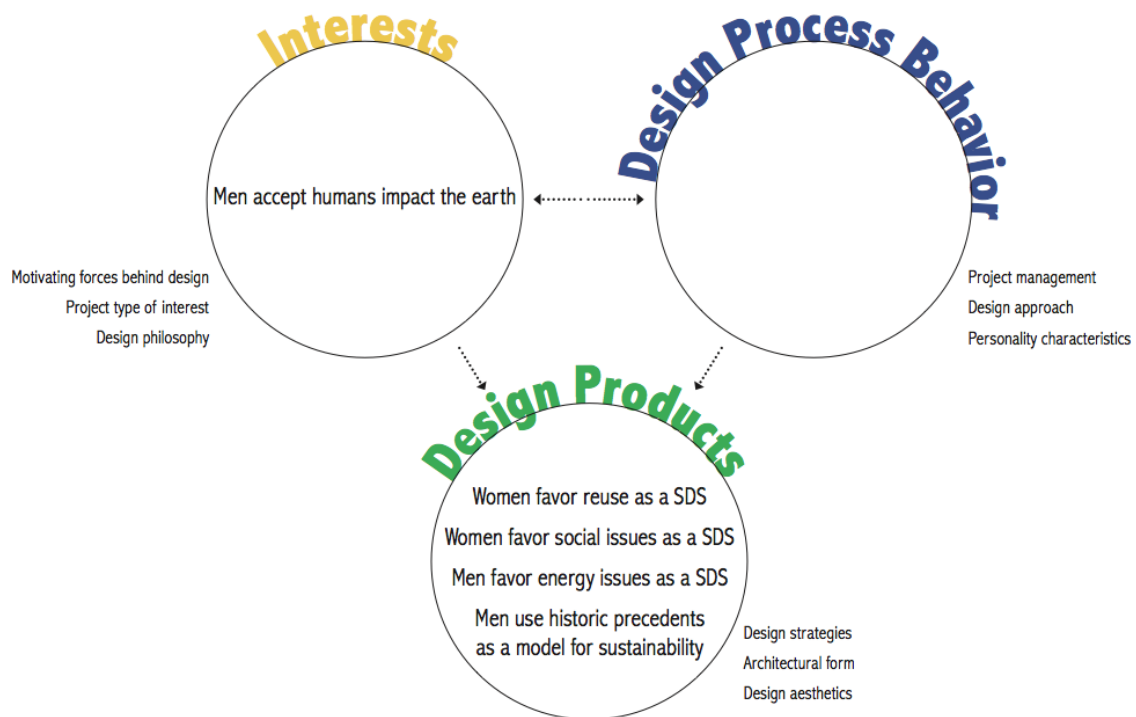 Interests
Men accept humans impact the earth
Motivating forces behind design
Project type of interest
Design philosophy
Design Process Behavior
Project management
Design approach
Personality characteristics
Design Products
Women favor reuse as a SDS
Women favor social issues as a SDS
Men favor energy issues as a SDS
Men use historic precedents
as a model for sustainability
Design strategies
Architectural form
Design aesthetics